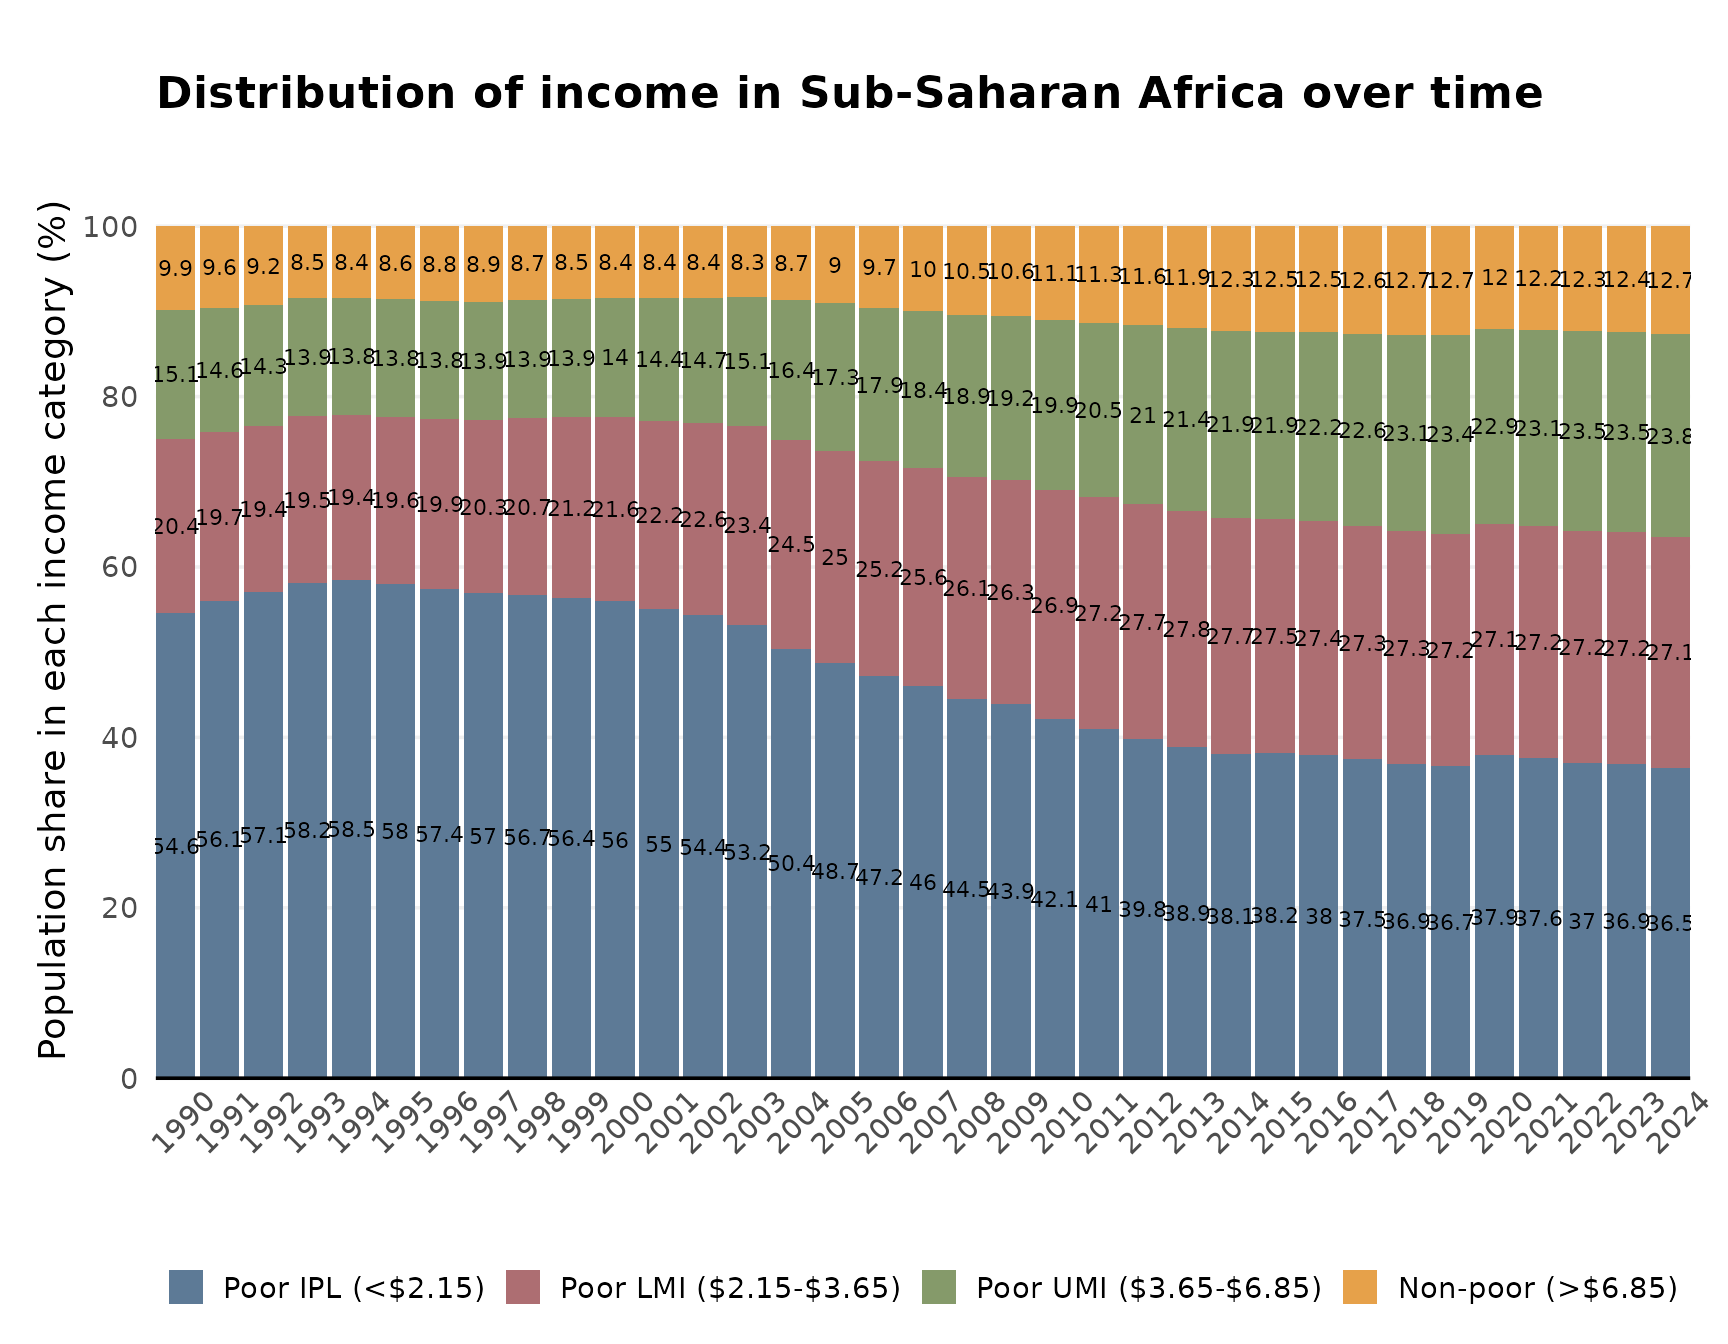 Distribution of income in Sub-Saharan Africa over time
Population share in each income category (%)
100
80
60
40
20
0
9.9 9.6 9.2 8.5 8.4 8.6 8.8 8.9 8.7 8.5 8.4 8.4 8.4 8.3 8.7 9 9.7 10 10.5 10.6 11.1 11.3 11.6 11.9 12.3 12.5 12.5 12.6 12.7 12.7 12 12.2 12.3 12.4 12.7
15.1 14.6 14.3 13.9 13.8 13.8 13.8 13.9 13.9 13.9 14 14.4 14.7 15.1 16.4 17.3 17.9 18.4 18.9 19.2 19.9 20.5 21 21.4 21.9 21.9 22.2 22.6 23.1 23.4 22.9 23.1 23.5 23.5 23.8
20.4 19.7 19.4 19.5 19.4 19.6 19.9 20.3 20.7 21.2 21.6 22.2 22.6 23.4 24.5 25 25.2 25.6 26.1 26.3 26.9 27.2 27.7 27.8 27.7 27.5 27.4 27.3 27.3 27.2 27.1 27.2 27.2 27.2 27.1
54.6 56.1 57.1 58.2 58.5 58 57.4 57 56.7 56.4 56 55 54.4 53.2 50.4 48.7 47.2 46 44.5 43.9 42.1 41 39.8 38.9 38.1 38.2 38 37.5 36.9 36.7 37.9 37.6 37 36.9 36.5
1990 1991 1992 1993 1994 1995 1996 1997 1998 1999 2000 2001 2002 2003 2004 2005 2006 2007 2008 2009 2010 2011 2012 2013 2014 2015 2016 2017 2018 2019 2020 2021 2022 2023 2024
Poor IPL (<$2.15) Poor LMI ($2.15-$3.65) Poor UMI ($3.65-$6.85) Non-poor (>$6.85)